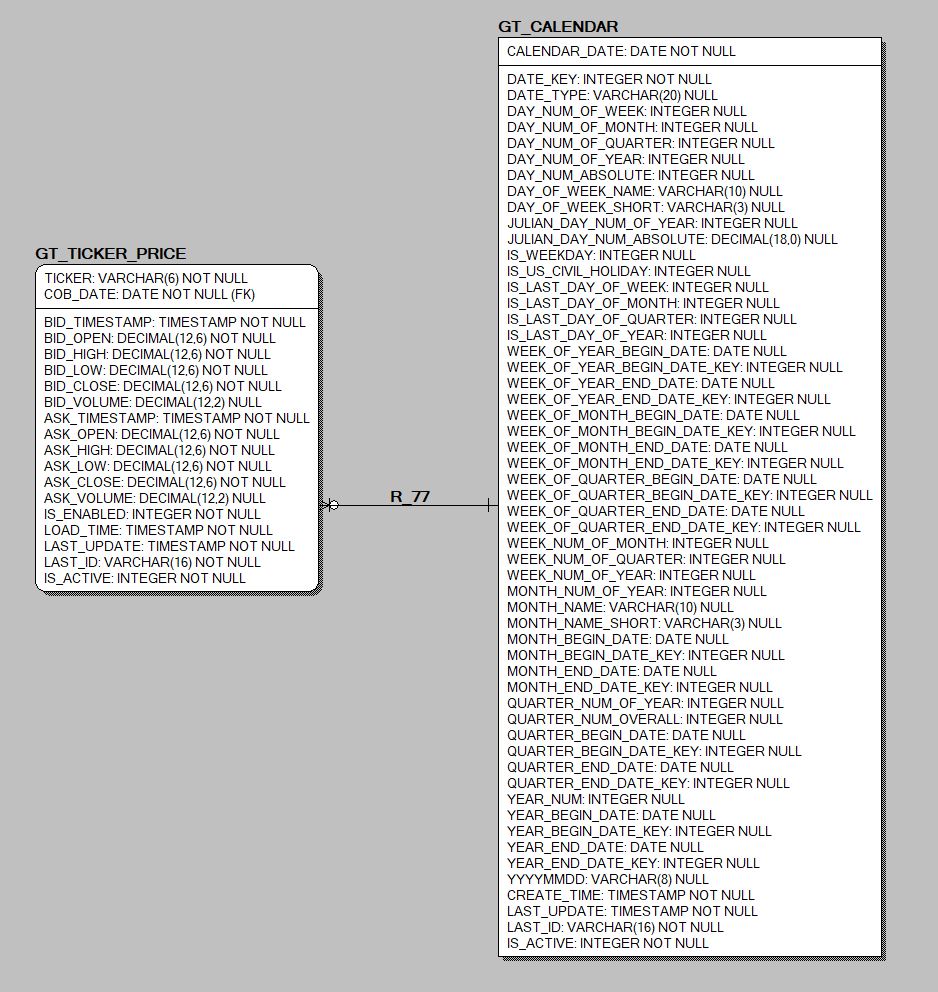 GT_CALENDAR
CALENDAR_DATE: DATE NOT NULL
DATE_KEY: INTEGER NOT NULL
DATE_TYPE: VARCHAR(20) NULL
DAY_NUM_OF_WEEK: INTEGER NULL
DAY_NUM_OF_MONTH: INTEGER NULL
DAY_NUM_OF_QUARTER: INTEGER NULL
DAY_NUM_OF_YEAR: INTEGER NULL
DAY_NUM_ABSOLUTE: INTEGER NULL
DAY_OF_WEEK_NAME: VARCHAR(10) NULL
DAY_OF_WEEK_SHORT: VARCHAR(3) NULL
JULIAN_DAY_NUM_OF_YEAR: INTEGER NULL
JULIAN_DAY_NUM_ABSOLUTE: DECIMAL(18,0) NULL
IS_WEEKDAY: INTEGER NULL
IS_US_CIVIL_HOLIDAY: INTEGER NULL
IS_LAST_DAY_OF_WEEK: INTEGER NULL
IS_LAST_DAY_OF_MONTH: INTEGER NULL
IS_LAST_DAY_OF_QUARTER: INTEGER NULL
IS_LAST_DAY_OF_YEAR: INTEGER NULL
WEEK_OF_YEAR_BEGIN_DATE: DATE NULL
WEEK_OF_YEAR_BEGIN_DATE_KEY: INTEGER NULL
WEEK_OF_YEAR_END_DATE: DATE NULL
WEEK_OF_YEAR_END_DATE_KEY: INTEGER NULL
WEEK_OF_MONTH_BEGIN_DATE: DATE NULL
WEEK_OF_MONTH_BEGIN_DATE_KEY: INTEGER NULL
WEEK_OF_MONTH_END_DATE: DATE NULL
WEEK_OF_MONTH_END_DATE_KEY: INTEGER NULL
WEEK_OF_QUARTER_BEGIN_DATE: DATE NULL
WEEK_OF_QUARTER_BEGIN_DATE_KEY: INTEGER NULL
WEEK_OF_QUARTER_END_DATE: DATE NULL
WEEK_OF_QUARTER_END_DATE_KEY: INTEGER NULL
WEEK_NUM_OF_MONTH: INTEGER NULL
WEEK_NUM_OF_QUARTER: INTEGER NULL
WEEK_NUM_OF_YEAR: INTEGER NULL
MONTH_NUM_OF_YEAR: INTEGER NULL
MONTH_NAME: VARCHAR(10) NULL
MONTH_NAME_SHORT: VARCHAR(3) NULL
MONTH_BEGIN_DATE: DATE NULL
MONTH_BEGIN_DATE_KEY: INTEGER NULL
MONTH_END_DATE: DATE NULL
MONTH_END_DATE_KEY: INTEGER NULL
QUARTER_NUM_OF_YEAR: INTEGER NULL
QUARTER_NUM_OVERALL: INTEGER NULL
QUARTER_BEGIN_DATE: DATE NULL
QUARTER_BEGIN_DATE_KEY: INTEGER NULL
QUARTER_END_DATE: DATE NULL
QUARTER_END_DATE_KEY: INTEGER NULL
YEAR_NUM: INTEGER NULL
YEAR_BEGIN_DATE: DATE NULL
YEAR_BEGIN_DATE_KEY: INTEGER NULL
YEAR_END_DATE: DATE NULL
YEAR_END_DATE_KEY: INTEGER NULL
YYYYMMDD: VARCHAR(8) NULL
CREATE_TIME: TIMESTAMP NOT NULL
LAST_UPDATE: TIMESTAMP NOT NULL
LAST_ID: VARCHAR(16) NOT NULL
IS_ACTIVE: INTEGER NOT NULL
GT_TICKER_PRICE
TICKER: VARCHAR(6) NOT NULL
COB_DATE: DATE NOT NULL (FK)
BID_TIMESTAMP: TIMESTAMP NOT NULL
BID_OPEN: DECIMAL(12,6) NOT NULL
BID_HIGH: DECIMAL(12,6) NOT NULL
BID_LOW: DECIMAL(12,6) NOT NULL
BID_CLOSE: DECIMAL(12,6) NOT NULL
BID_VOLUME: DECIMAL(12,2) NULL
ASK_TIMESTAMP: TIMESTAMP NOT NULL
ASK_OPEN: DECIMAL(12,6) NOT NULL
ASK_HIGH: DECIMAL(12,6) NOT NULL
ASK_LOW: DECIMAL(12,6) NOT NULL
ASK_CLOSE: DECIMAL(12,6) NOT NULL
ASK_VOLUME: DECIMAL(12,2) NULL
IS_ENABLED: INTEGER NOT NULL
LOAD_TIME: TIMESTAMP NOT NULL
LAST_UPDATE: TIMESTAMP NOT NULL
LAST_ID: VARCHAR(16) NOT NULL
IS_ACTIVE: INTEGER NOT NULL
R_77